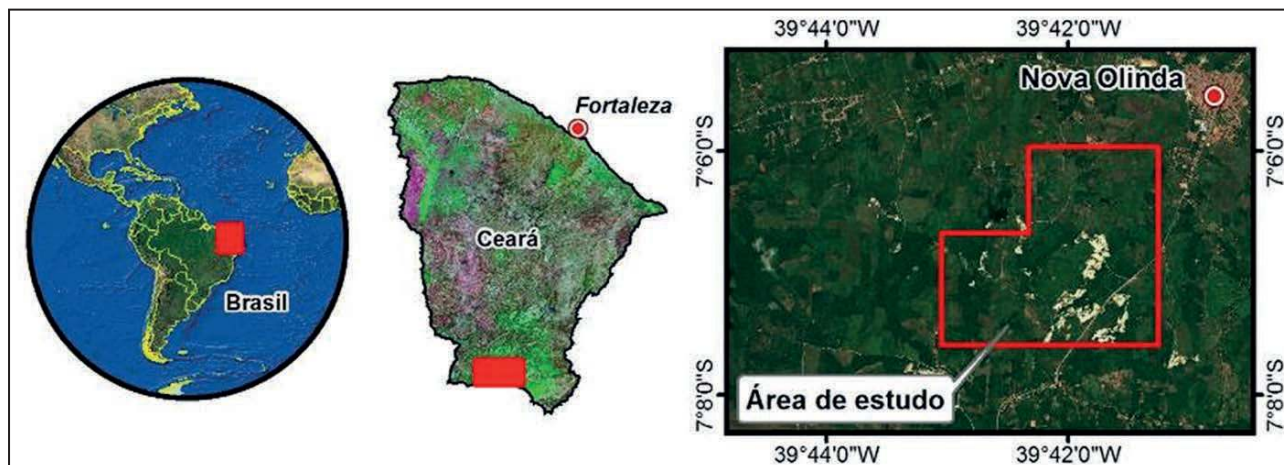 Brasil
Fortaleza
Ceará
39°44'0"W
39°42'0"W
Nova Olinda
7°6'0"S
7°6'0"S
Área de estudo
7°8'0"S
7°8'0"S
39°44'0"W
39°42'0"W